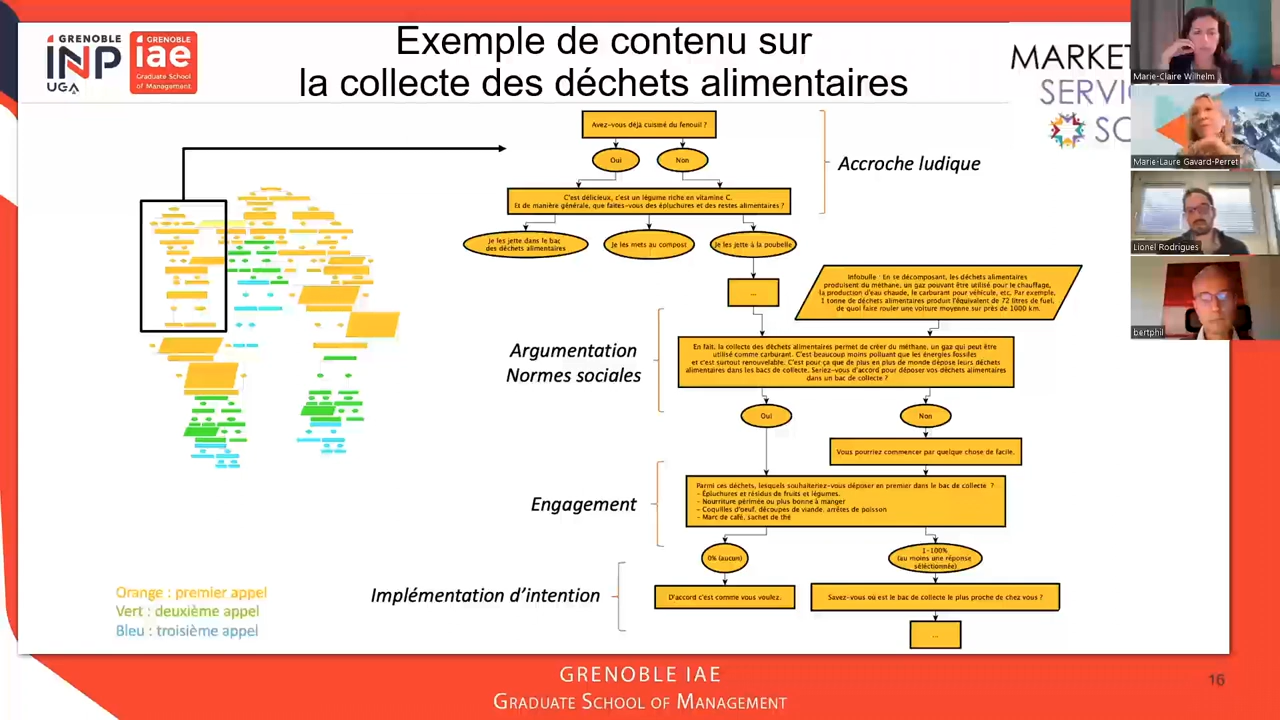 GRENOBLE
INP
UGA
GRENOBLE
iae
Graduate School
of Management
Exemple de contenu sur
la collecte des déchets alimentaires
MARKET
SERVIC
SO
Marie-Claire Wilhelm
Marie-Laure Gavard-Perret
Lionel Rodrigues
bertphil
UGA
Avez-vous déjà cuisiné du fenouil ?
Oui
Non
Accroche ludique
C'est délicieux, c'est un légume riche en vitamine C.
Et de manière générale, que faites-vous des épluchures et des restes alimentaires ?
Je les jette dans le bac
des déchets alimentaires
Je les mets au compost
Je les jette à la poubelle
...
Infobulle : En se décomposant, les déchets alimentaires
produisent du méthane, un gaz pouvant être utilisé pour le chauffage,
la production d'eau chaude, le carburant pour véhicule, etc. Par exemple,
1 tonne de déchets alimentaires produit l'équivalent de 72 litres de fuel,
de quoi faire rouler une voiture moyenne sur près de 1000 km.
Argumentation
Normes sociales
En fait, la collecte des déchets alimentaires permet de créer du méthane, un gaz qui peut être
utilisé comme carburant. C'est beaucoup moins polluant que les énergies fossiles
et c'est surtout renouvelable. C'est pour ça que de plus en plus de monde dépose leurs déchets
alimentaires dans les bacs de collecte. Seriez-vous d'accord pour déposer vos déchets alimentaires
dans un bac de collecte ?
Oui
Non
Vous pourriez commencer par quelque chose de facile.
Engagement
Parmi ces déchets, lesquels souhaiteriez-vous déposer en premier dans le bac de collecte ?
- Épluchures et résidus de fruits et légumes.
- Nourriture périmée ou plus bonne à manger
- Coquilles d'oeuf, découpes de viande, arrêtes de poisson
- Marc de café, sachet de thé
0% (aucun)
1-100%
(au moins une réponse
séléctionnée)
Implémentation d'intention
D'accord c'est comme vous voulez.
Savez-vous où est le bac de collecte le plus proche de chez vous ?
...
Orange : premier appel
Vert : deuxième appel
Bleu : troisième appel
GRENOBLE IAE
GRADUATE SCHOOL OF MANAGEMENT
16